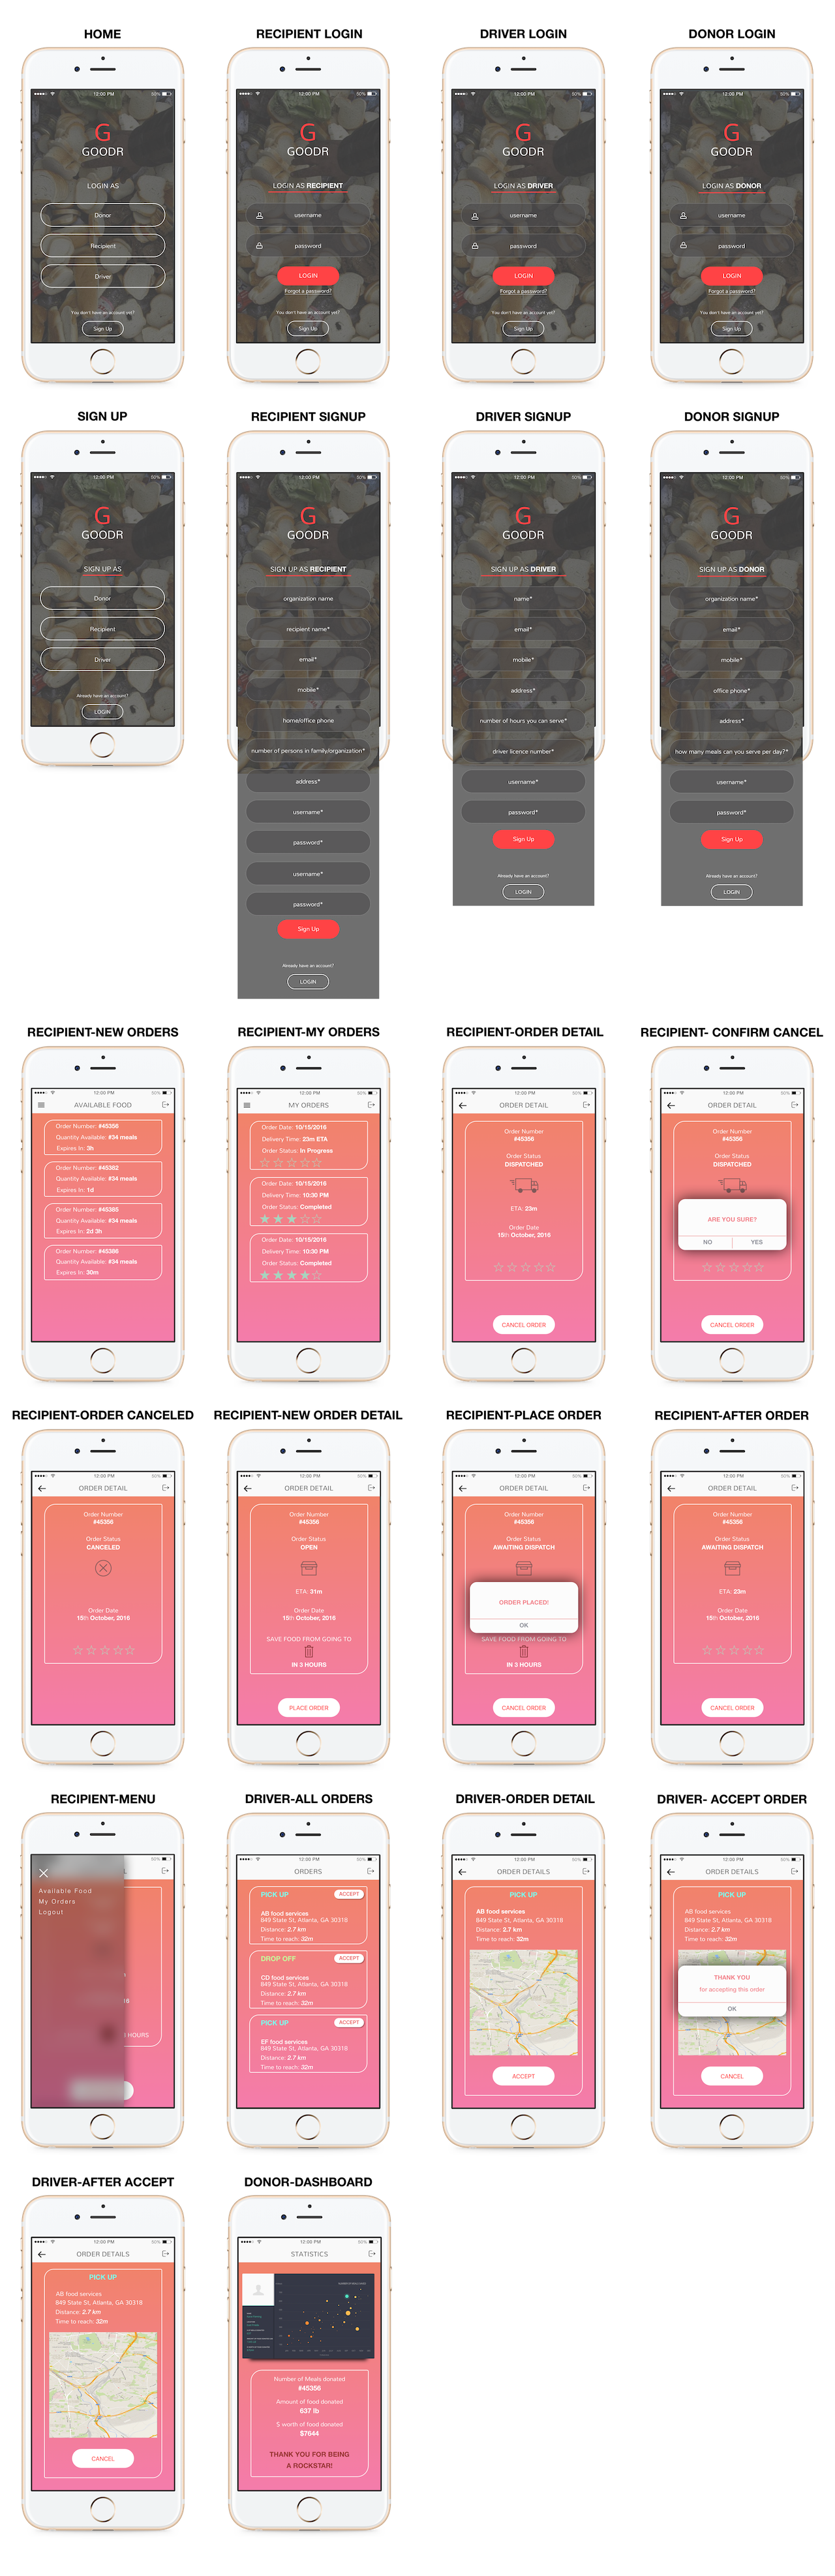 HOME
12:00 PM
50%
G
GOODR
LOGIN AS
Donor
Recipient
Driver
You don't have an account yet?
Sign Up
RECIPIENT LOGIN
12:00 PM
50%
G
GOODR
LOGIN AS RECIPIENT
username
password
LOGIN
Forgot a password?
You don't have an account yet?
Sign Up
DRIVER LOGIN
12:00 PM
50%
G
GOODR
LOGIN AS DRIVER
username
password
LOGIN
Forgot a password?
You don't have an account yet?
Sign Up
DONOR LOGIN
12:00 PM
50%
G
GOODR
LOGIN AS DONOR
username
password
LOGIN
Forgot a password?
You don't have an account yet?
Sign Up
SIGN UP
12:00 PM
50%
G
GOODR
SIGN UP AS
Donor
Recipient
Driver
Already have an account?
LOGIN
RECIPIENT SIGNUP
12:00 PM
50%
G
GOODR
SIGN UP AS RECIPIENT
organization name
recipient name*
email*
mobile*
home/office phone
number of persons in family/organization*
address*
username*
password*
username*
password*
Sign Up
Already have an account?
LOGIN
DRIVER SIGNUP
12:00 PM
50%
G
GOODR
SIGN UP AS DRIVER
name*
email*
mobile*
address*
number of hours you can serve*
driver licence number*
username*
password*
Sign Up
Already have an account?
LOGIN
DONOR SIGNUP
12:00 PM
50%
G
GOODR
SIGN UP AS DONOR
organization name*
email*
mobile*
office phone*
address*
how many meals can you serve per day?*
username*
password*
Sign Up
Already have an account?
LOGIN
RECIPIENT-NEW ORDERS
12:00 PM
50%
AVAILABLE FOOD
Order Number: #45356
Quantity Available: #34 meals
Expires In: 3h
Order Number: #45382
Quantity Available: #34 meals
Expires In: 1d
Order Number: #45385
Quantity Available: #34 meals
Expires In: 2d 3h
Order Number: #45386
Quantity Available: #34 meals
Expires In: 30m
RECIPIENT-MY ORDERS
12:00 PM
50%
MY ORDERS
Order Date: 10/15/2016
Delivery Time: 23m ETA
Order Status: In Progress
Order Date: 10/15/2016
Delivery Time: 10:30 PM
Order Status: Completed
Order Date: 10/15/2016
Delivery Time: 10:30 PM
Order Status: Completed
RECIPIENT-ORDER DETAIL
12:00 PM
50%
ORDER DETAIL
Order Number
#45356
Order Status
DISPATCHED
ETA: 23m
Order Date
15th October, 2016
CANCEL ORDER
RECIPIENT- CONFIRM CANCEL
12:00 PM
50%
ORDER DETAIL
Order Number
#45356
Order Status
DISPATCHED
ARE YOU SURE?
NO YES
CANCEL ORDER
RECIPIENT-ORDER CANCELED
12:00 PM
50%
ORDER DETAIL
Order Number
#45356
Order Status
CANCELED
Order Date
15th October, 2016
RECIPIENT-NEW ORDER DETAIL
12:00 PM
50%
ORDER DETAIL
Order Number
#45356
Order Status
OPEN
ETA: 31m
Order Date
15th October, 2016
SAVE FOOD FROM GOING TO
IN 3 HOURS
PLACE ORDER
RECIPIENT-PLACE ORDER
12:00 PM
50%
ORDER DETAIL
Order Number
#45356
Order Status
AWAITING DISPATCH
ORDER PLACED!
OK
SAVE FOOD FROM GOING TO
IN 3 HOURS
CANCEL ORDER
RECIPIENT-AFTER ORDER
12:00 PM
50%
ORDER DETAIL
Order Number
#45356
Order Status
AWAITING DISPATCH
ETA: 23m
Order Date
15th October, 2016
CANCEL ORDER
RECIPIENT-MENU
50%
Available Food
My Orders
Logout
HOURS
DRIVER-ALL ORDERS
12:00 PM
50%
ORDERS
PICK UP
ACCEPT
AB food services
849 State St, Atlanta, GA 30318
Distance: 2.7 km
Time to reach: 32m
DROP OFF
ACCEPT
CD food services
849 State St, Atlanta, GA 30318
Distance: 2.7 km
Time to reach: 32m
PICK UP
ACCEPT
EF food services
849 State St, Atlanta, GA 30318
Distance: 2.7 km
Time to reach: 32m
DRIVER-ORDER DETAIL
12:00 PM
50%
ORDER DETAILS
PICK UP
AB food services
849 State St, Atlanta, GA 30318
Distance: 2.7 km
Time to reach: 32m
ACCEPT
DRIVER- ACCEPT ORDER
12:00 PM
50%
ORDER DETAILS
PICK UP
AB food services
849 State St, Atlanta, GA 30318
Distance: 2.7 km
Time to reach: 32m
THANK YOU
for accepting this order
OK
CANCEL
DRIVER-AFTER ACCEPT
12:00 PM
50%
ORDER DETAILS
PICK UP
AB food services
849 State St, Atlanta, GA 30318
Distance: 2.7 km
Time to reach: 32m
CANCEL
DONOR-DASHBOARD
12:00 PM
50%
STATISTICS
Number of Meals donated
#45356
Amount of food donated
637 lb
$ worth of food donated
$7644
THANK YOU FOR BEING
A ROCKSTAR!